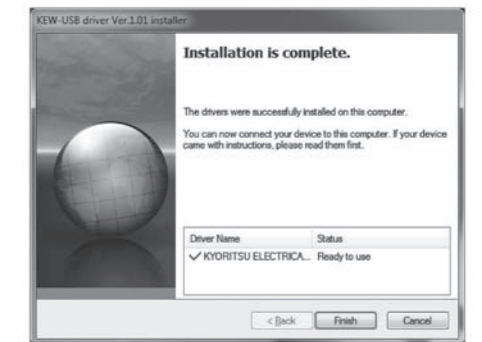 KEW-USB driver Ver.1.01 installer
Installation is complete.
The drivers were successfully installed on this computer.
You can now connect your device to this computer. If your device
came with instructions, please read them first.
Driver Name Status
✓ KYORITSU ELECTRICA... Ready to use
< Back Finish Cancel